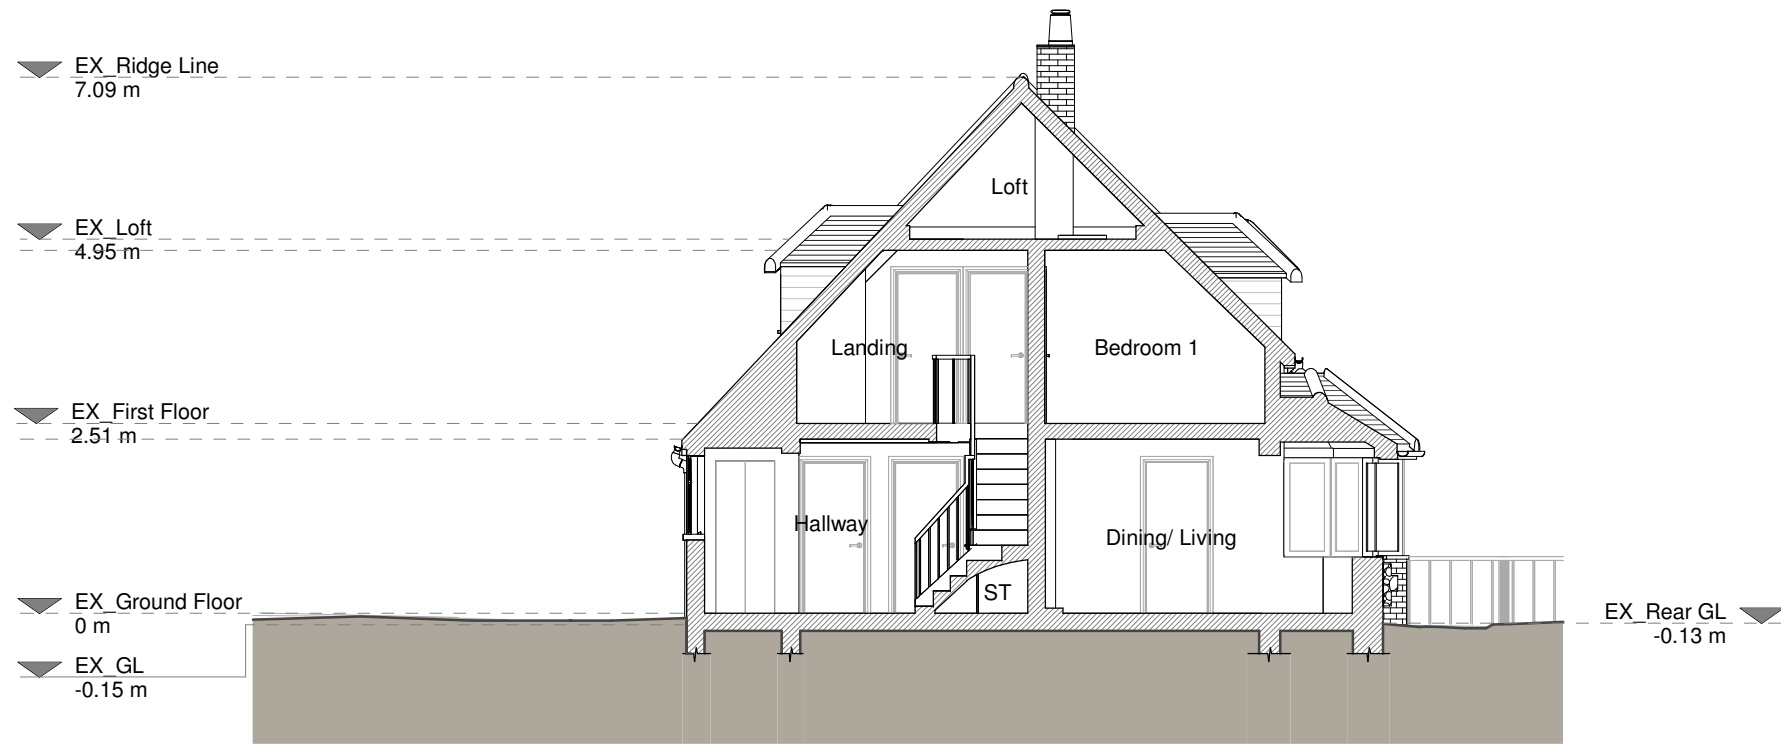 EX_Ridge Line
7.09 m
Loft
EX_Loft
4.95 m
Landing
Bedroom 1
EX_First Floor
2.51 m
Hallway
Dining/ Living
ST
EX_Ground Floor
0 m
EX_Rear GL
-0.13 m
EX_GL
-0.15 m